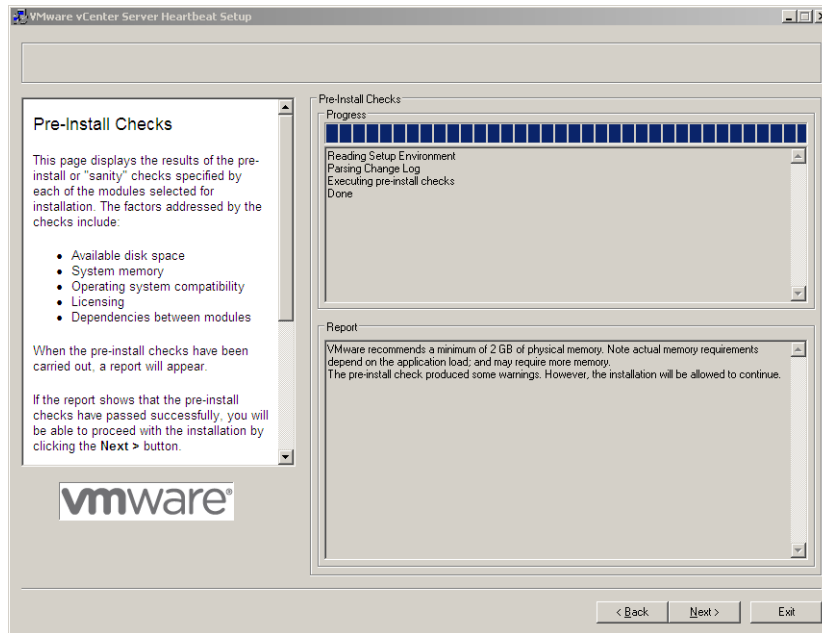 VMware vCenter Server Heartbeat Setup
Pre-Install Checks
This page displays the results of the pre-
install or "sanity" checks specified by
each of the modules selected for
installation. The factors addressed by the
checks include:
• Available disk space
• System memory
• Operating system compatibility
• Licensing
• Dependencies between modules
When the pre-install checks have been
carried out, a report will appear.
If the report shows that the pre-install
checks have passed successfully, you will
be able to proceed with the installation by
clicking the Next > button.
vmware®
Pre-Install Checks
Progress
Reading Setup Environment
Parsing Change Log
Executing pre-install checks
Done
Report
VMware recommends a minimum of 2 GB of physical memory. Note actual memory requirements
depend on the application load; and may require more memory.
The pre-install check produced some warnings. However, the installation will be allowed to continue.
< Back
Next >
Exit